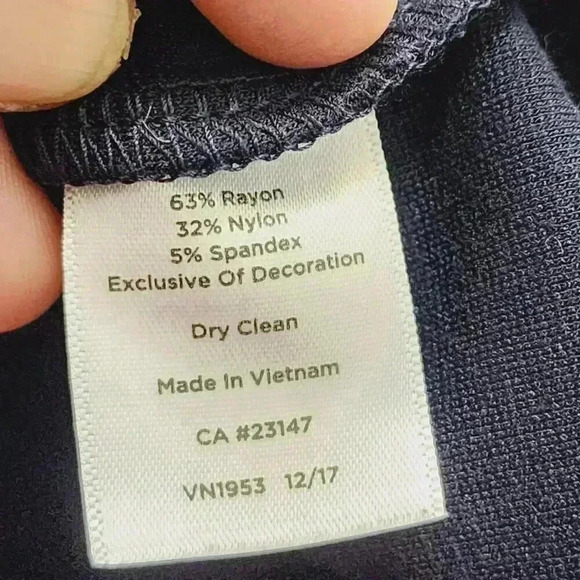 63% Rayon
32% Nylon
5% Spandex
Exclusive Of Decoration
Dry Clean
Made In Vietnam
CA #23147
VN1953 12/17